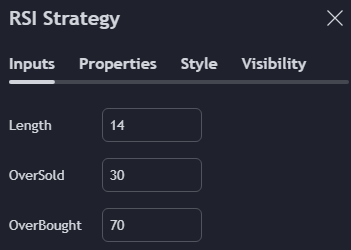 RSI Strategy
Inputs Properties Style Visibility
Length 14
OverSold 30
OverBought 70